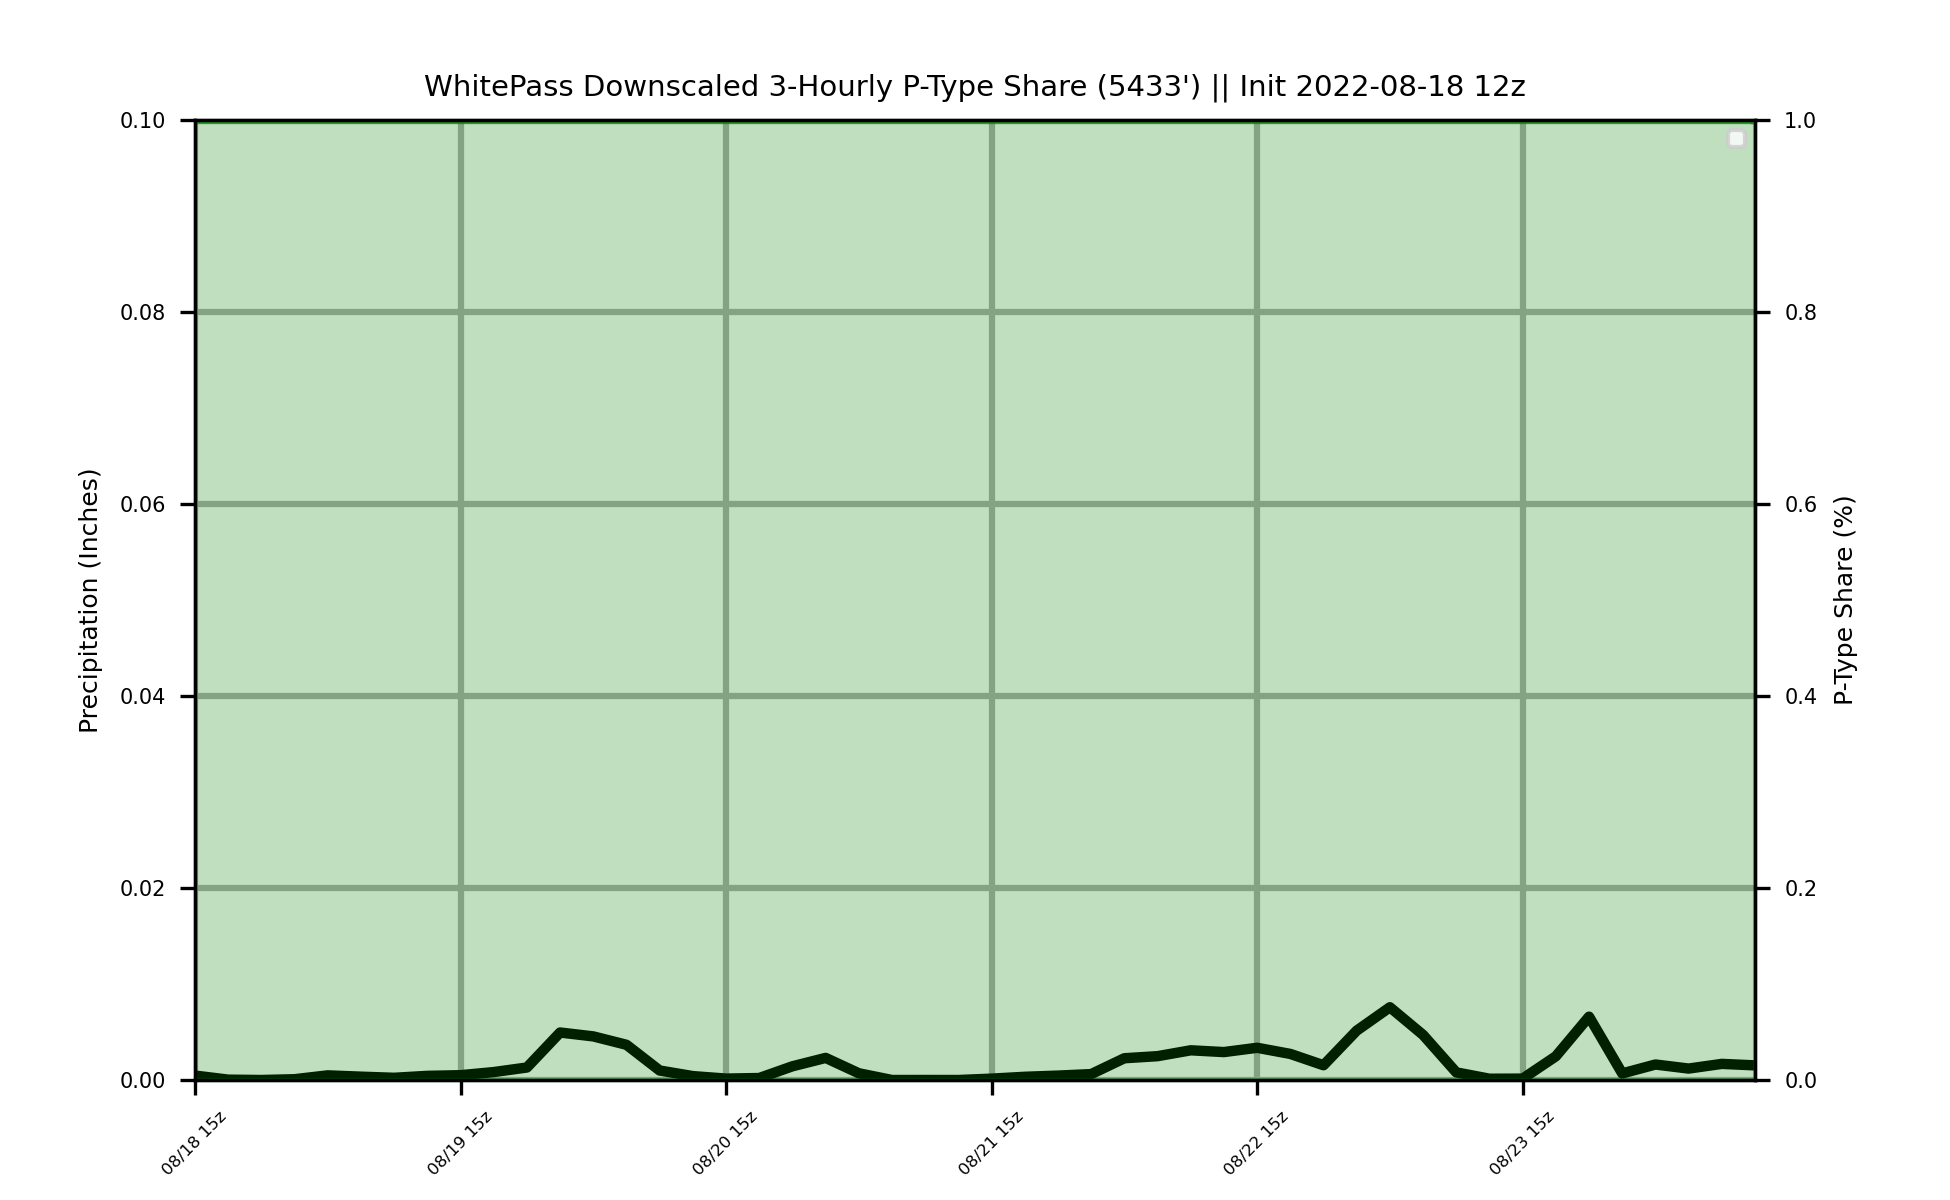 WhitePass Downscaled 3-Hourly P-Type Share (5433') || Init 2022-08-18 12z
Precipitation (Inches)
0.10
0.08
0.06
0.04
0.02
0.00
1.0
0.8
0.6
0.4
0.2
0.0
P-Type Share (%)
08/18 15z
08/19 15z
08/20 15z
08/21 15z
08/22 15z
08/23 15z